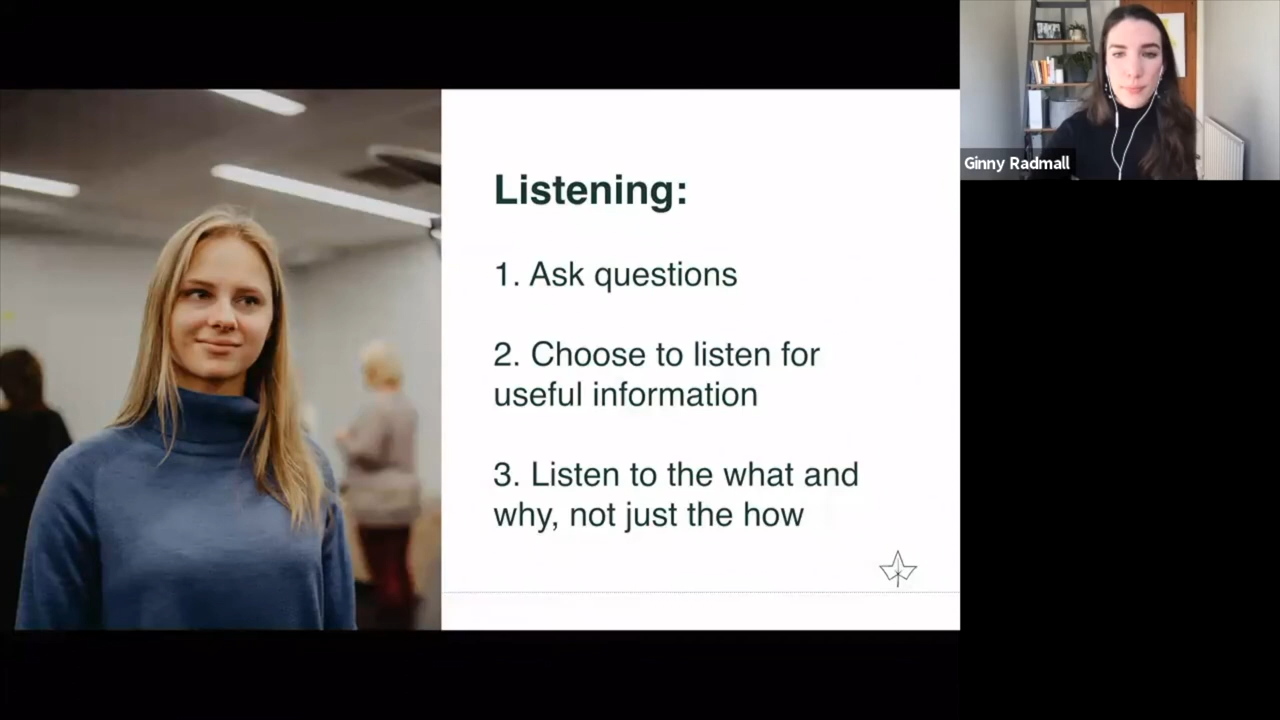 Listening:
1. Ask questions
2. Choose to listen for
useful information
3. Listen to the what and
why, not just the how
Ginny Radmall